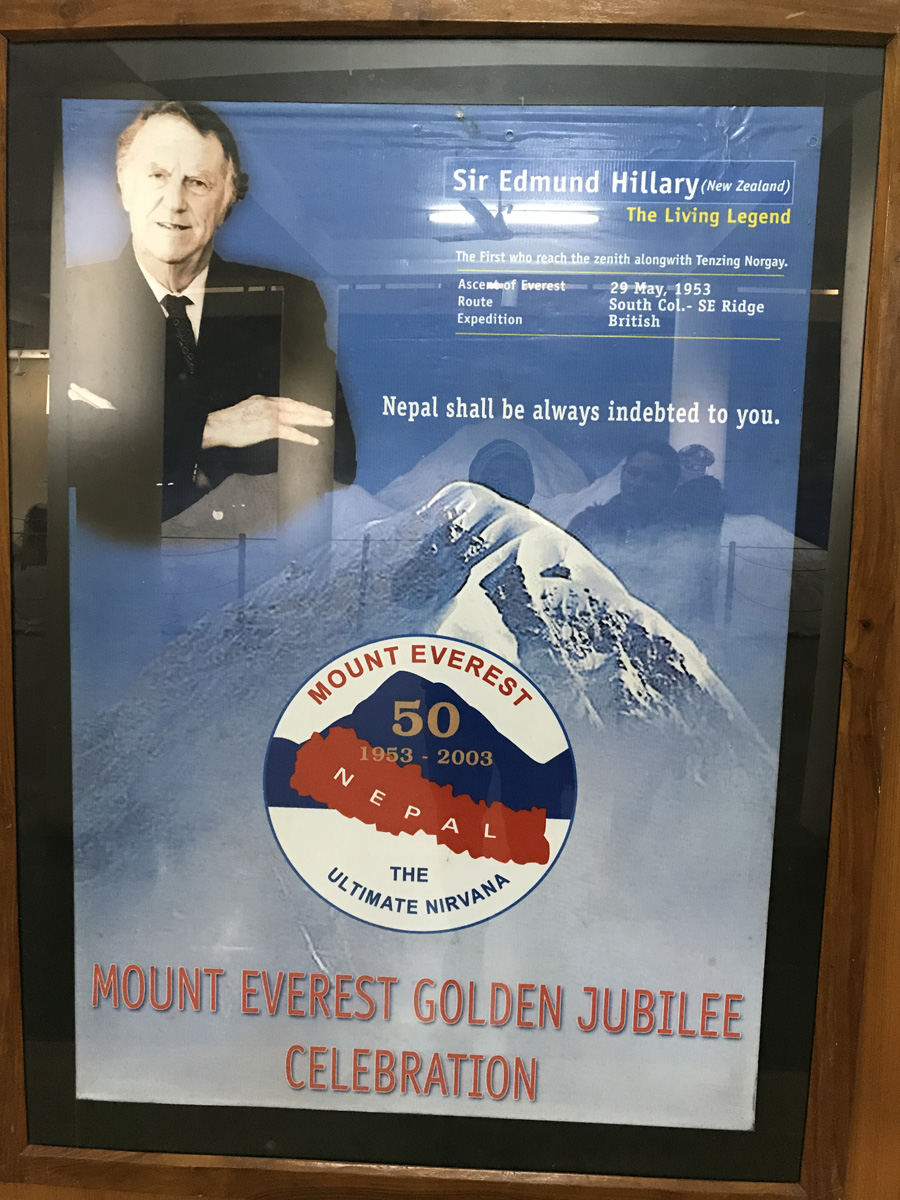 Sir Edmund Hillary (New Zealand)
The Living Legend
The First who reach the zenith alongwith Tenzing Norgay.
Ascent of Everest 29 May, 1953
Route South Col.- SE Ridge
Expedition British
Nepal shall be always indebted to you.
MOUNT EVEREST
50
1953 - 2003
NEPAL
THE
ULTIMATE NIRVANA
MOUNT EVEREST GOLDEN JUBILEE
CELEBRATION